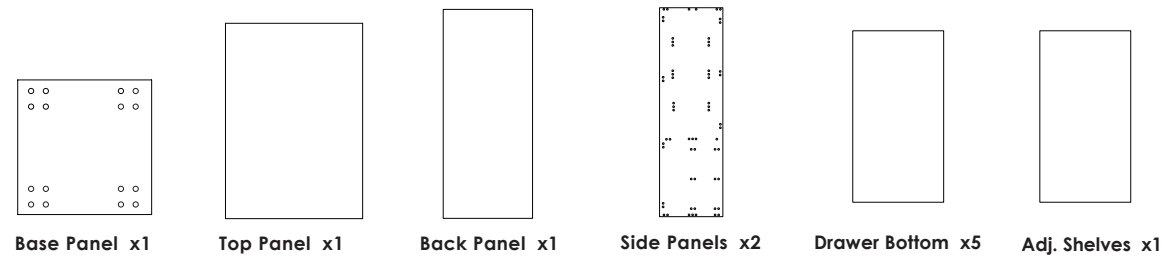 Base Panel x1
Top Panel x1
Back Panel x1
Side Panels x2
Drawer Bottom x5
Adj. Shelves x1